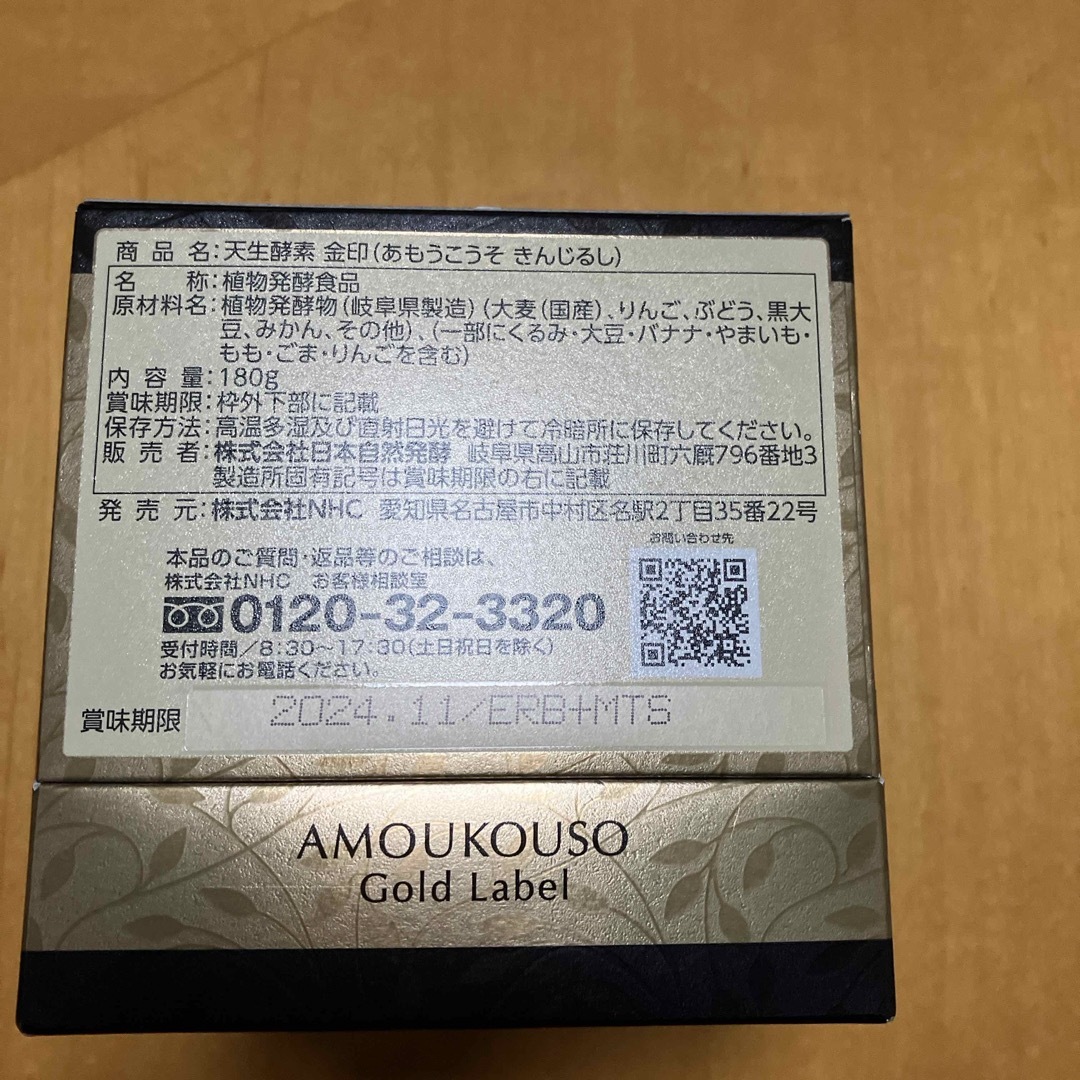 商品名:天生酵素 金印(あもうこうそ きんじるし)
名称:植物発酵食品
原材料名:植物発酵物(岐阜県製造)(大麦(国産)、りんご、ぶどう、黒大
豆、みかん、その他)、(一部にくるみ・大豆・バナナ・やまいも・
もも・ごま・りんごを含む)
内容量:180g
賞味期限:枠外下部に記載
保存方法:高温多湿及び直射日光を避けて冷暗所に保存してください。
販売者:株式会社日本自然発酵 岐阜県高山市荘川町六厩796番地3
製造所固有記号は賞味期限の右に記載
発売元:株式会社NHC 愛知県名古屋市中村区名駅2丁目35番22号
お問い合わせ先
本品のご質問・返品等のご相談は、
株式会社NHC お客様相談室
0120-32-3320
受付時間/8:30〜17:30(土日祝日を除く)
お気軽にお電話ください。
賞味期限 2024.11/ERB+MTS
AMOUKOUSO
Gold Label